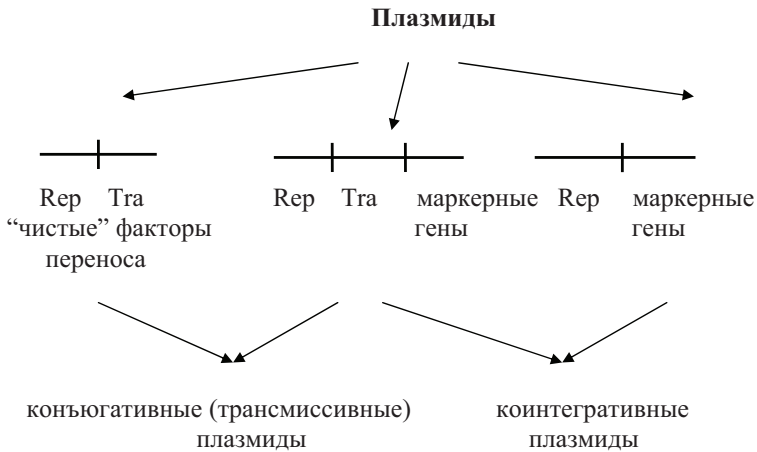 Плазмиды
Rep Tra
“чистые” факторы
переноса
Rep Tra маркерные
гены
Rep маркерные
гены
конъюгативные (трансмиссивные)
плазмиды
коинтегративные
плазмиды